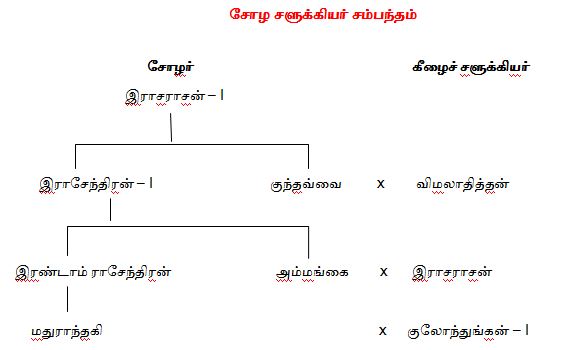 சோழ சளுக்கியர் சம்பந்தம்
சோழர் கீழைச் சளுக்கியர்
இராசராசன் – I
இராசேந்திரன் – I குந்தவ்வை x விமலாதித்தன்
இரண்டாம் ராசேந்திரன் அம்மங்கை x இராசராசன்
மதுராந்தகி x குலோந்துங்கன் – I